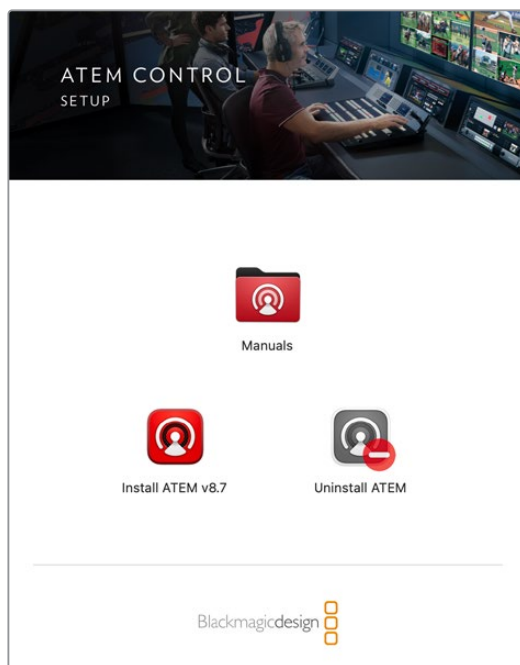 ATEM CONTROL
SETUP
Manuals
Install ATEM v8.7
Uninstall ATEM
Blackmagicdesign